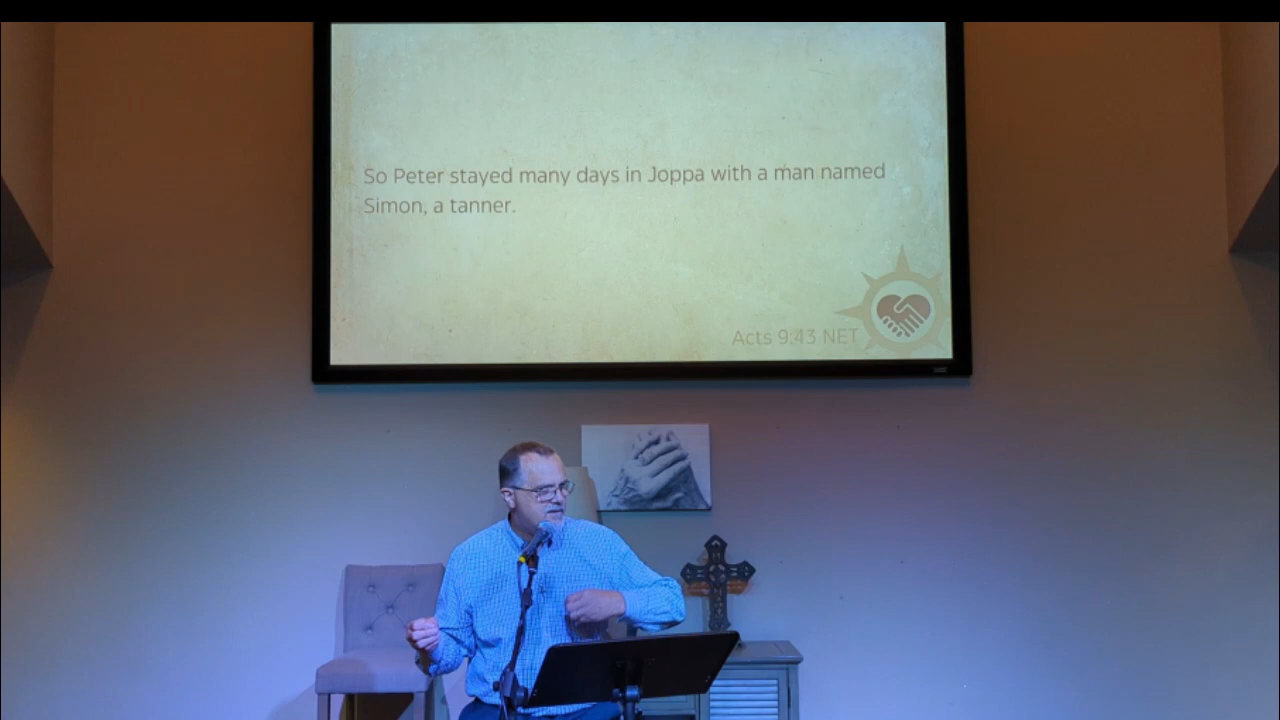 So Peter stayed many days in Joppa with a man named
Simon, a tanner.
Acts 9:43 NET